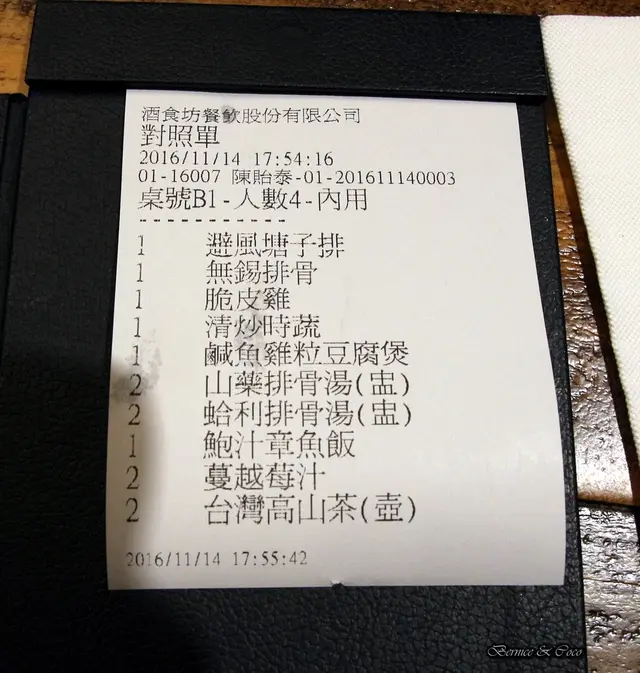 酒食坊餐飲股份有限公司
對照單
2016/11/14 17:54:16
01-16007 陳貽泰-01-201611140003
桌號B1-人數4-內用
----------------
1 避風塘子排
1 無錫排骨
1 脆皮雞
1 清炒時蔬
1 鹹魚雞粒豆腐煲
2 山藥排骨湯(盅)
2 蛤利排骨湯(盅)
1 鮑汁章魚飯
2 蔓越莓汁
2 台灣高山茶(壺)
2016/11/14 17:55:42
Bernice & Coco